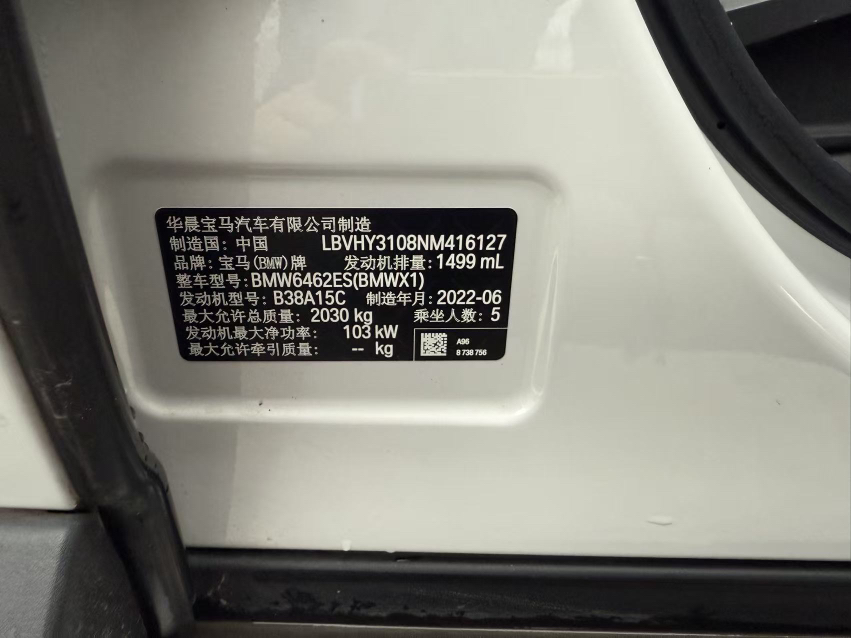 华晨宝马汽车有限公司制造
制造国: 中国 LBVHY3108NM416127
品牌: 宝马(BMW)牌 发动机排量: 1499 mL
整车型号: BMW6462ES(BMWX1)
发动机型号: B38A15C 制造年月: 2022-06
最大允许总质量: 2030 kg 乘坐人数: 5
发动机最大净功率: 103 kW
最大允许牵引质量: -- kg
A96
8 738 756